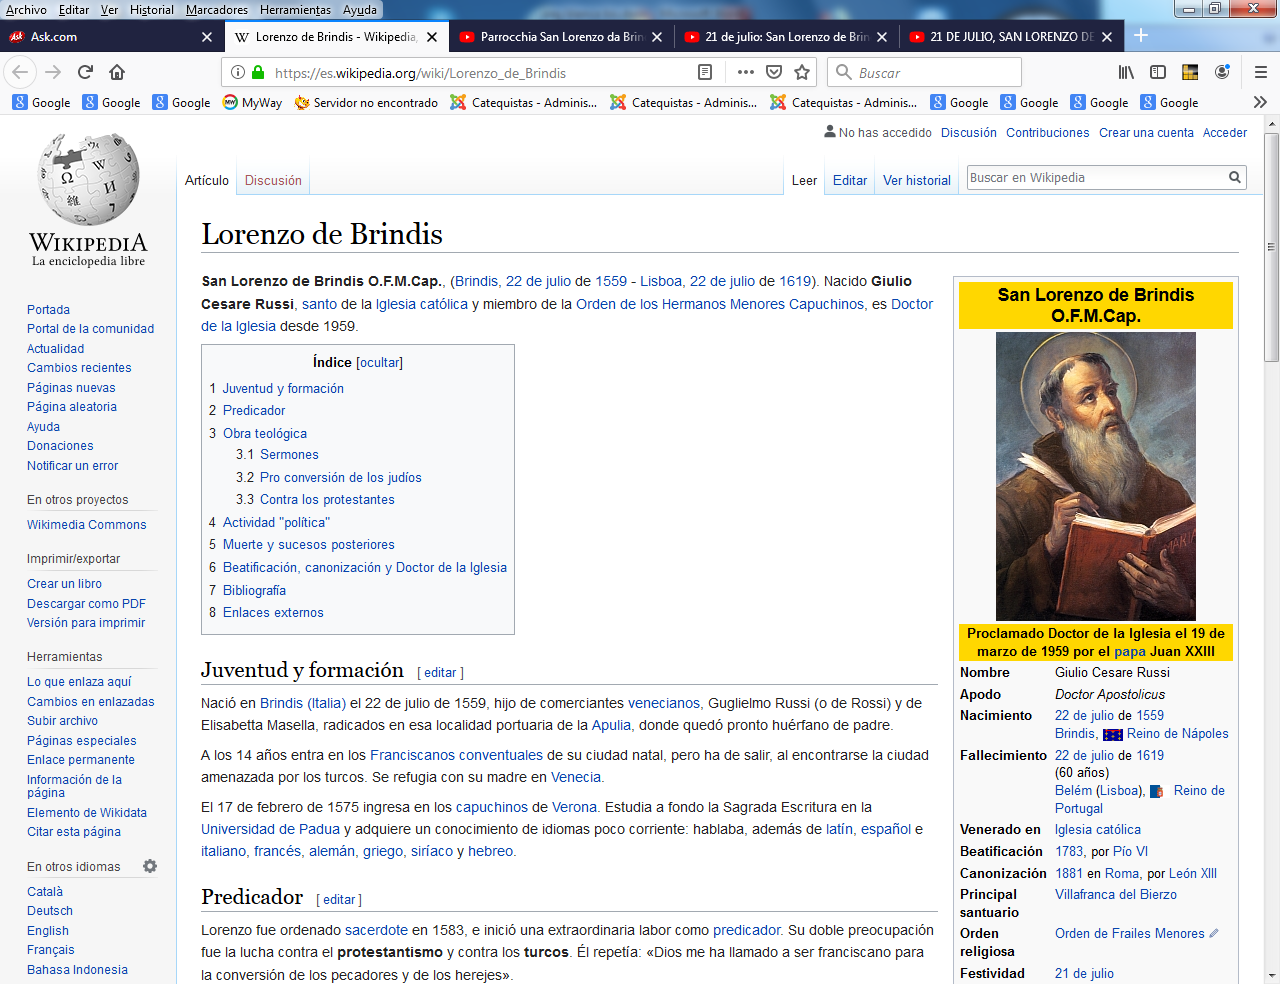 Archivo Editar Ver Historial Marcadores Herramientas Ayuda
Ask.com
Lorenzo de Brindis - Wikipedia,
Parrocchia San Lorenzo da Brin
21 de julio: San Lorenzo de Brin
21 DE JULIO, SAN LORENZO DE
https://es.wikipedia.org/wiki/Lorenzo_de_Brindis
Buscar
Google Google Google MyWay Servidor no encontrado Catequistas - Adminis... Catequistas - Adminis... Catequistas - Adminis... Google Google Google Google
No has accedido Discusión Contribuciones Crear una cuenta Acceder
Artículo Discusión Leer Editar Ver historial Buscar en Wikipedia
WIKIPEDIA
La enciclopedia libre
Portada
Portal de la comunidad
Actualidad
Cambios recientes
Páginas nuevas
Página aleatoria
Ayuda
Donaciones
Notificar un error
En otros proyectos
Wikimedia Commons
Imprimir/exportar
Crear un libro
Descargar como PDF
Versión para imprimir
Herramientas
Lo que enlaza aquí
Cambios en enlazadas
Subir archivo
Páginas especiales
Enlace permanente
Información de la
página
Elemento de Wikidata
Citar esta página
En otros idiomas
Català
Deutsch
English
Français
Bahasa Indonesia
Lorenzo de Brindis
San Lorenzo de Brindis O.F.M.Cap., (Brindis, 22 de julio de 1559 - Lisboa, 22 de julio de 1619). Nacido Giulio
Cesare Russi, santo de la Iglesia católica y miembro de la Orden de los Hermanos Menores Capuchinos, es Doctor
de la Iglesia desde 1959.
Índice [ocultar]
1 Juventud y formación
2 Predicador
3 Obra teológica
3.1 Sermones
3.2 Pro conversión de los judíos
3.3 Contra los protestantes
4 Actividad "política"
5 Muerte y sucesos posteriores
6 Beatificación, canonización y Doctor de la Iglesia
7 Bibliografía
8 Enlaces externos
Juventud y formación [ editar ]
Nació en Brindis (Italia) el 22 de julio de 1559, hijo de comerciantes venecianos, Guglielmo Russi (o de Rossi) y de
Elisabetta Masella, radicados en esa localidad portuaria de la Apulia, donde quedó pronto huérfano de padre.
A los 14 años entra en los Franciscanos conventuales de su ciudad natal, pero ha de salir, al encontrarse la ciudad
amenazada por los turcos. Se refugia con su madre en Venecia.
El 17 de febrero de 1575 ingresa en los capuchinos de Verona. Estudia a fondo la Sagrada Escritura en la
Universidad de Padua y adquiere un conocimiento de idiomas poco corriente: hablaba, además de latín, español e
italiano, francés, alemán, griego, siríaco y hebreo.
Predicador [ editar ]
Lorenzo fue ordenado sacerdote en 1583, e inició una extraordinaria labor como predicador. Su doble preocupación
fue la lucha contra el protestantismo y contra los turcos. Él repetía: «Dios me ha llamado a ser franciscano para
la conversión de los pecadores y de los herejes».
San Lorenzo de Brindis
O.F.M.Cap.
MARIA
Proclamado Doctor de la Iglesia el 19 de
marzo de 1959 por el papa Juan XXIII
Nombre Giulio Cesare Russi
Apodo Doctor Apostolicus
Nacimiento 22 de julio de 1559
Brindis, Reino de Nápoles
Fallecimiento 22 de julio de 1619
(60 años)
Belém (Lisboa), Reino de
Portugal
Venerado en Iglesia católica
Beatificación 1783, por Pío VI
Canonización 1881 en Roma, por León XIII
Principal Villafranca del Bierzo
santuario
Orden Orden de Frailes Menores
religiosa
Festividad 21 de julio